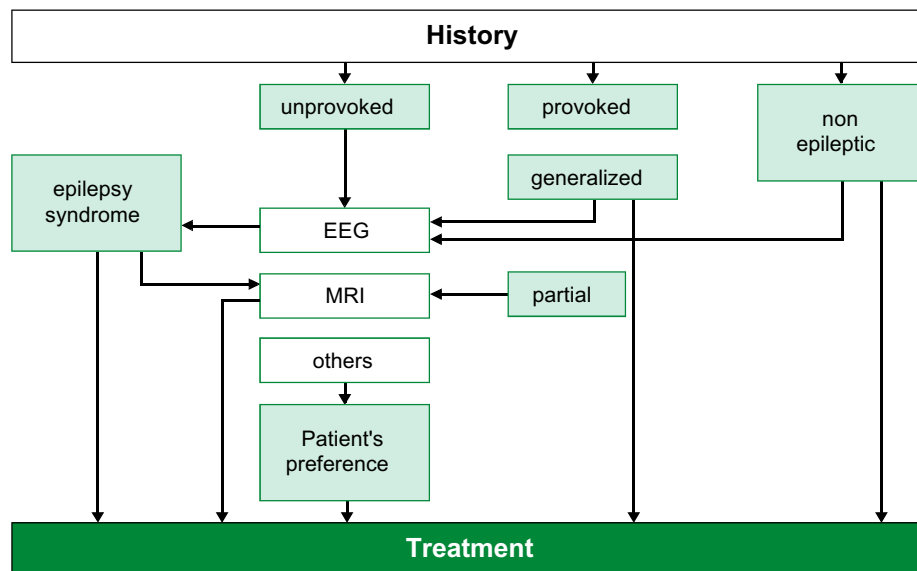 History
unprovoked
provoked
non
epileptic
epilepsy
syndrome
generalized
EEG
MRI
partial
others
Patient's
preference
Treatment